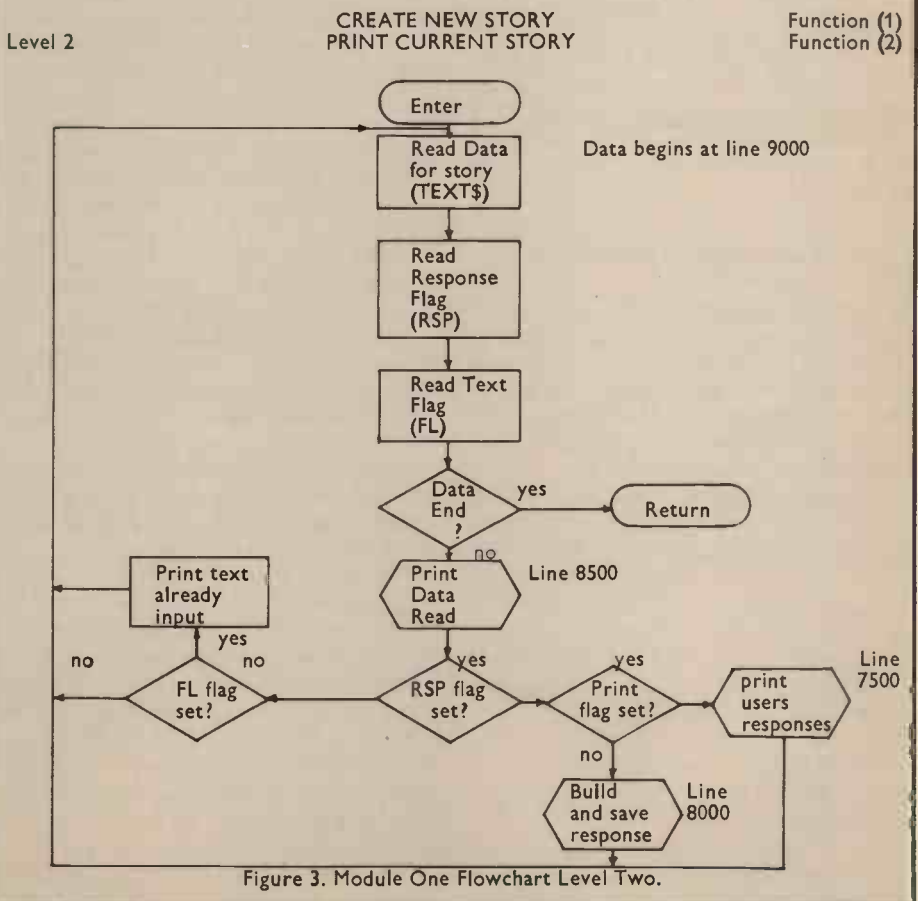 CREATE NEW STORY
Function (1)
Level 2
PRINT CURRENT STORY
Function (2)
Enter
Read Data
for story
(TEXT$)
Data begins at line 9000
Read
Response
Flag
(RSP)
Read Text
Flag
(FL)
Data
End
?
yes
Return
no
Print
Data
Read
Line 8500
Print text
already
input
yes
no
no
FL flag
set?
yes
RSP flag
set?
yes
Print
flag set?
print
users
responses
Line
7500
no
Build
and save
response
Line
8000
Figure 3. Module One Flowchart Level Two.